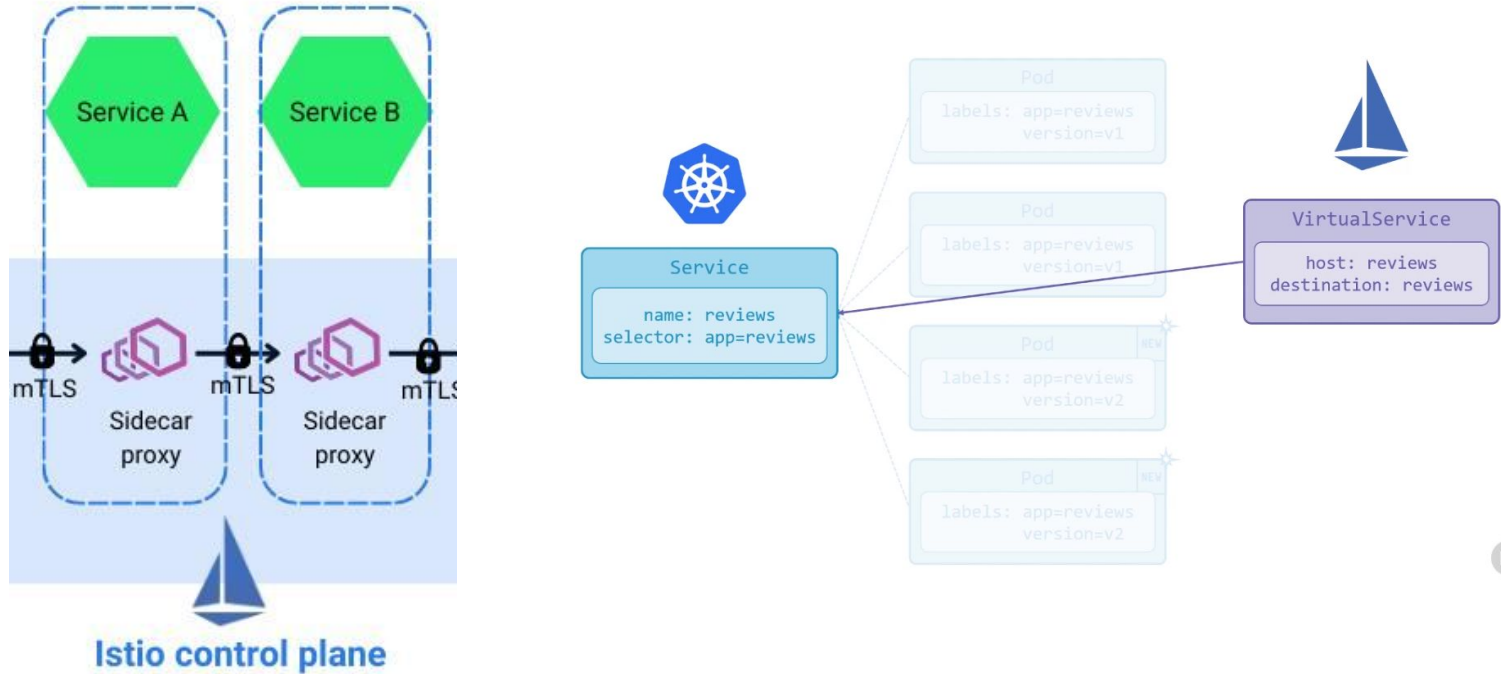 Service A
Service B
mTLS
mTLS
mTLS
Sidecar
proxy
Sidecar
proxy
Istio control plane
Service
name: reviews
selector: app=reviews
Pod
labels: app=reviews
version=v1
Pod
labels: app=reviews
version=v1
Pod
NEW
labels: app=reviews
version=v2
Pod
NEW
labels: app=reviews
version=v2
VirtualService
host: reviews
destination: reviews